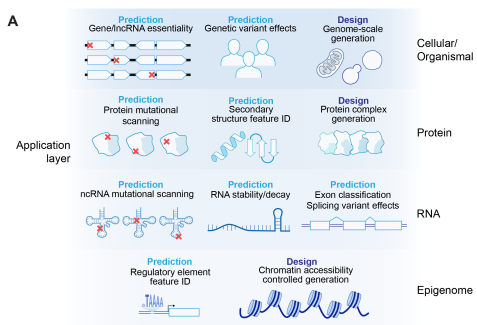 A
Prediction
Gene/lncRNA essentiality
Prediction
Genetic variant effects
Design
Genome-scale
generation
Cellular/
Organismal
Application
layer
Prediction
Protein mutational
scanning
Prediction
Secondary
structure feature ID
Design
Protein complex
generation
Protein
Prediction
ncRNA mutational scanning
Prediction
RNA stability/decay
Prediction
Exon classification
Splicing variant effects
RNA
Prediction
Regulatory element
feature ID
TAAAA
Design
Chromatin accessibility
controlled generation
Epigenome